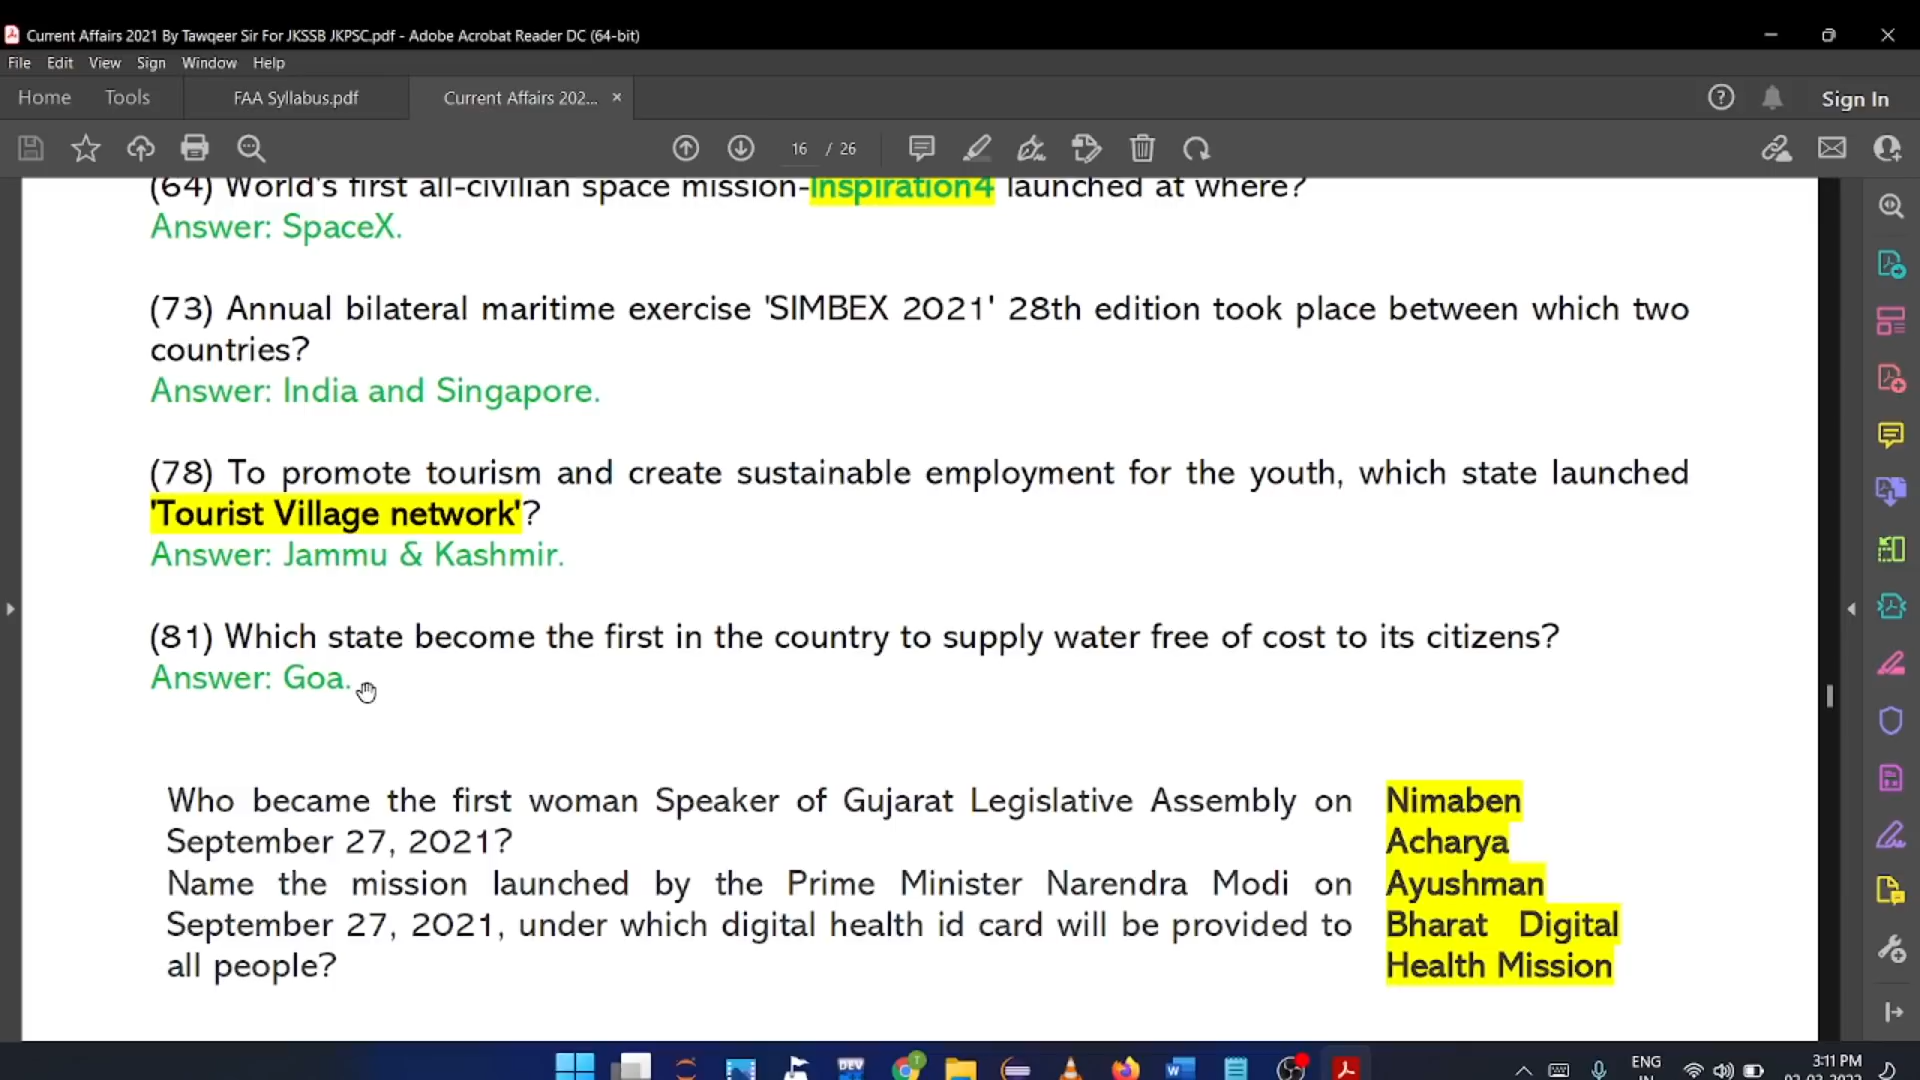 Current Affairs 2021 By Tawqeer Sir For JKSSB JKPSC.pdf - Adobe Acrobat Reader DC (64-bit)
File Edit View Sign Window Help
Home Tools FAA Syllabus.pdf Current Affairs 202... × Sign In
16 / 26
(64) World's first all-civilian space mission-Inspiration4 launched at where?
Answer: SpaceX.
(73) Annual bilateral maritime exercise 'SIMBEX 2021' 28th edition took place between which two
countries?
Answer: India and Singapore.
(78) To promote tourism and create sustainable employment for the youth, which state launched
'Tourist Village network'?
Answer: Jammu & Kashmir.
(81) Which state become the first in the country to supply water free of cost to its citizens?
Answer: Goa.
Who became the first woman Speaker of Gujarat Legislative Assembly on Nimaben
September 27, 2021? Acharya
Name the mission launched by the Prime Minister Narendra Modi on Ayushman
September 27, 2021, under which digital health id card will be provided to Bharat Digital
all people? Health Mission
DEV T W
ENG 3:11 PM
IN